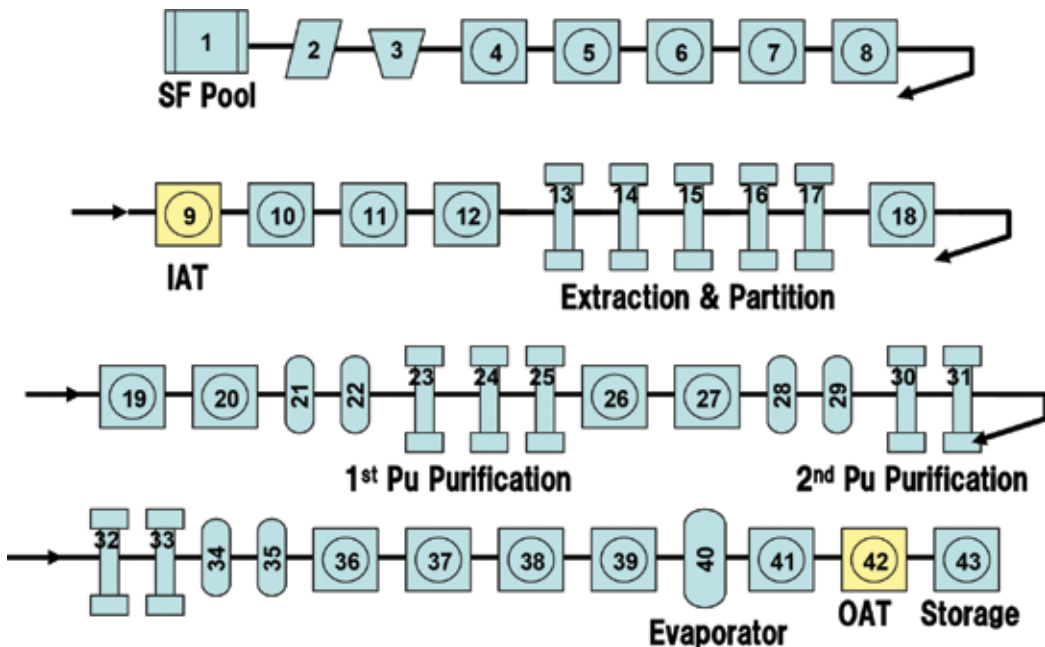 1 2 3 4 5 6 7 8
SF Pool
9 10 11 12 13 14 15 16 17 18
IAT
Extraction & Partition
19 20 21 22 23 24 25 26 27 28 29 30 31
1st Pu Purification 2nd Pu Purification
32 33 34 35 36 37 38 39 40 41 42 43
Evaporator OAT Storage